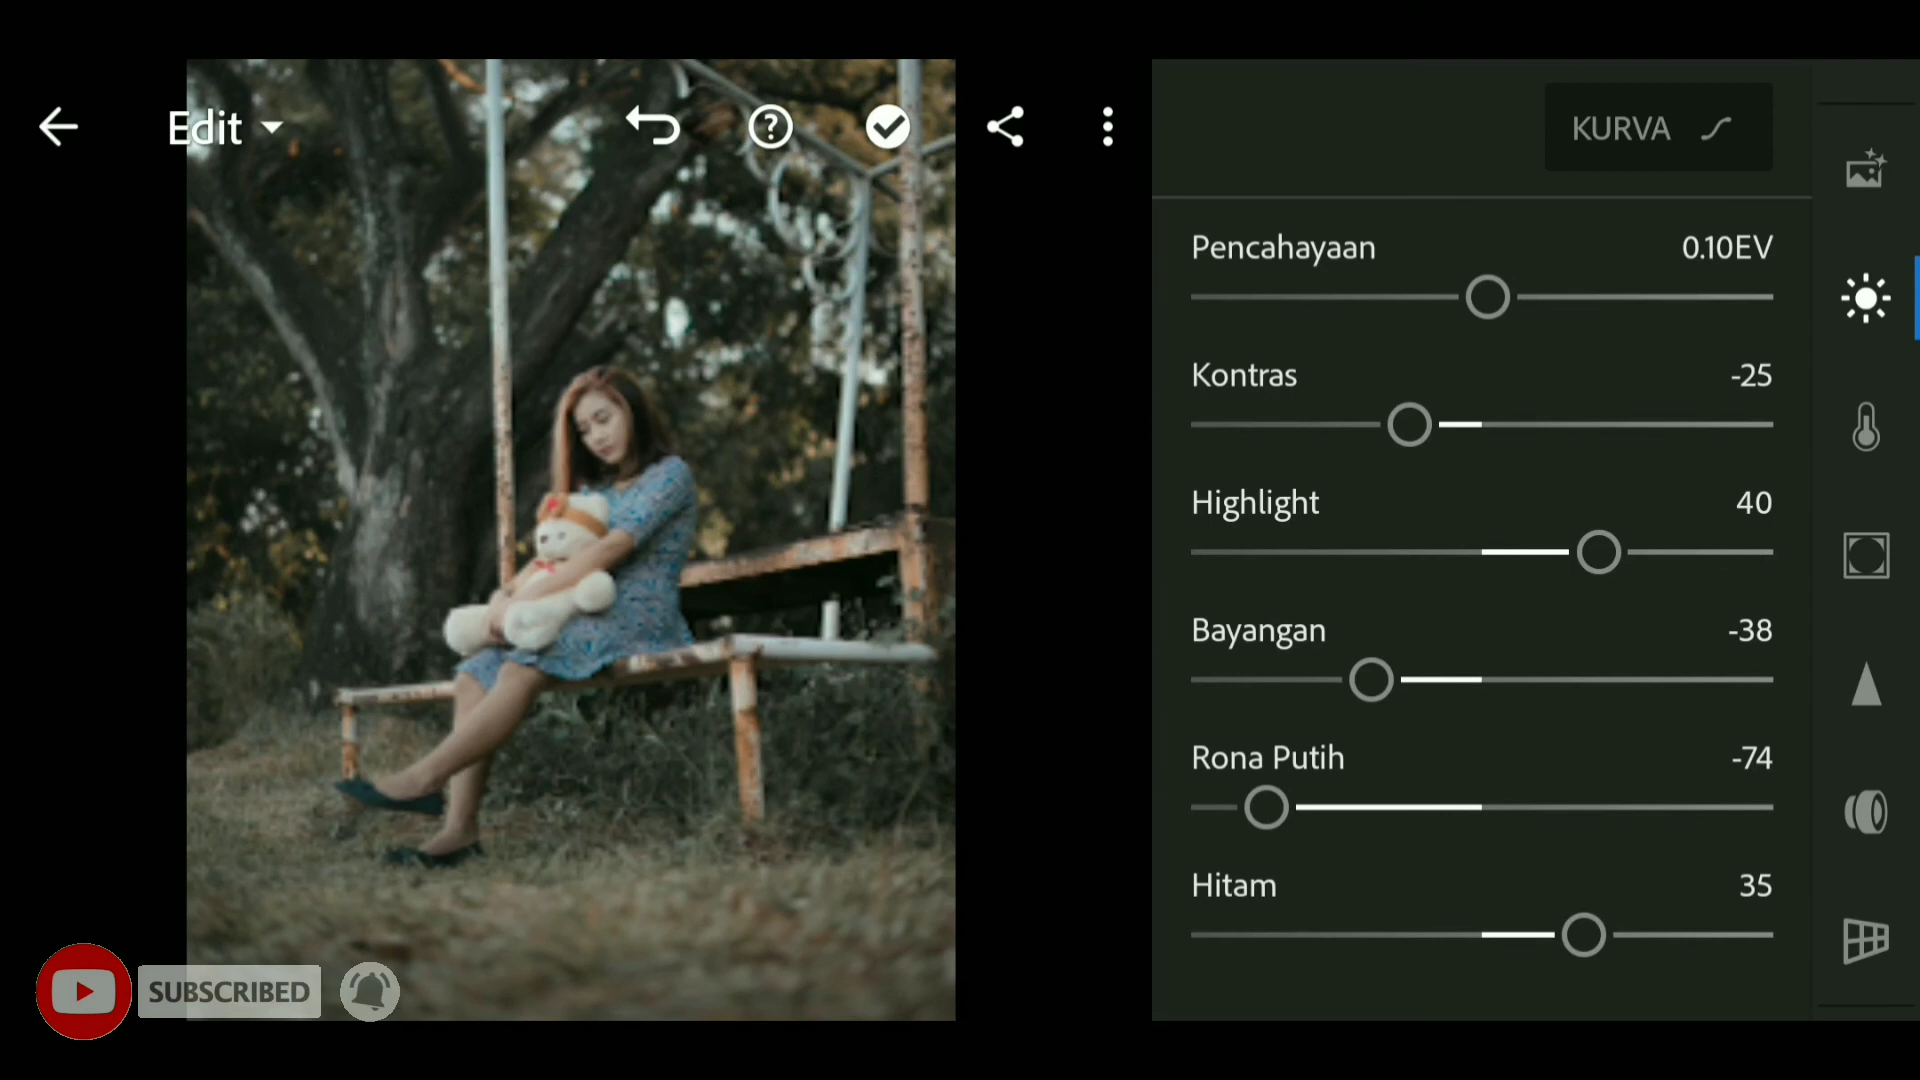 Edit
?
KURVA
Pencahayaan 0.10EV
Kontras -25
Highlight 40
Bayangan -38
Rona Putih -74
Hitam 35
SUBSCRIBED